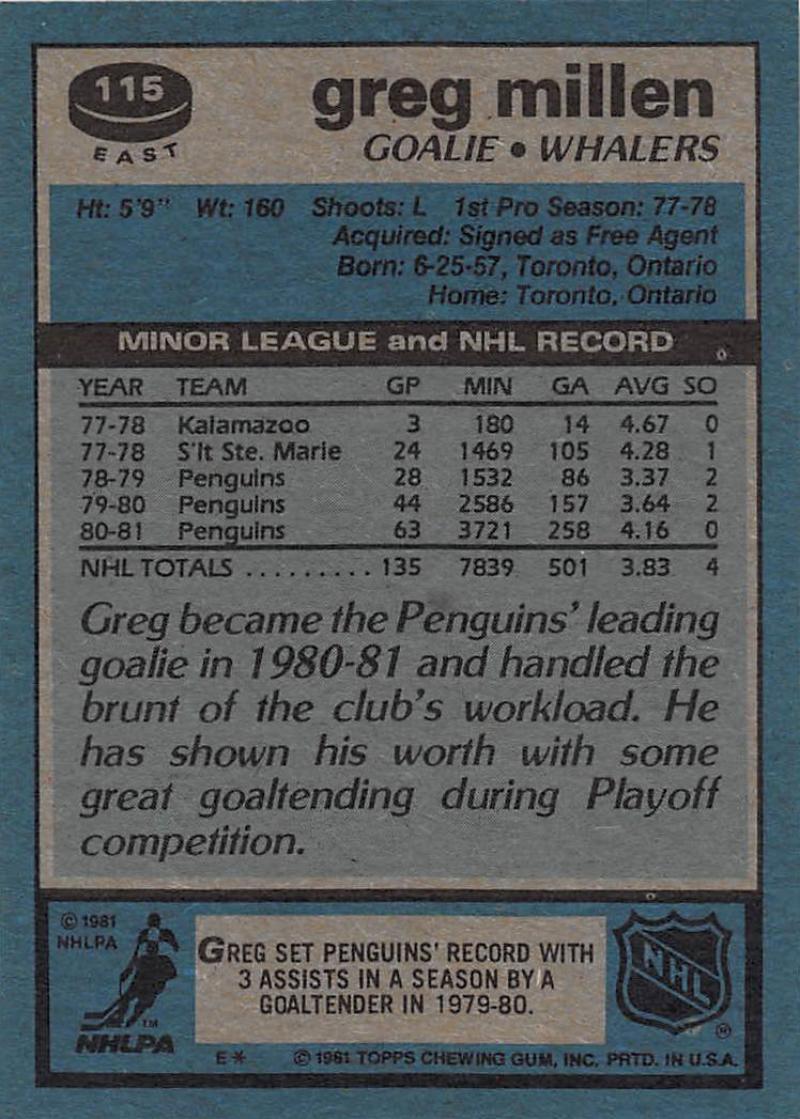 115
EAST
greg millen
GOALIE • WHALERS
Ht: 5'9" Wt: 160 Shoots: L 1st Pro Season: 77-78
Acquired: Signed as Free Agent
Born: 6-25-57, Toronto, Ontario
Home: Toronto, Ontario
MINOR LEAGUE and NHL RECORD
YEAR TEAM GP MIN GA AVG SO
77-78 Kalamazoo 3 180 14 4.67 0
77-78 S'lt Ste. Marie 24 1469 105 4.28 1
78-79 Penguins 28 1532 86 3.37 2
79-80 Penguins 44 2586 157 3.64 2
80-81 Penguins 63 3721 258 4.16 0
NHL TOTALS .......... 135 7839 501 3.83 4
Greg became the Penguins' leading
goalie in 1980-81 and handled the
brunt of the club's workload. He
has shown his worth with some
great goaltending during Playoff
competition.
© 1981
NHLPA
TM
NHLPA
GREG SET PENGUINS' RECORD WITH
3 ASSISTS IN A SEASON BY A
GOALTENDER IN 1979-80.
NHL
®
E* © 1981 TOPPS CHEWING GUM, INC. PRTD. IN U.S.A.